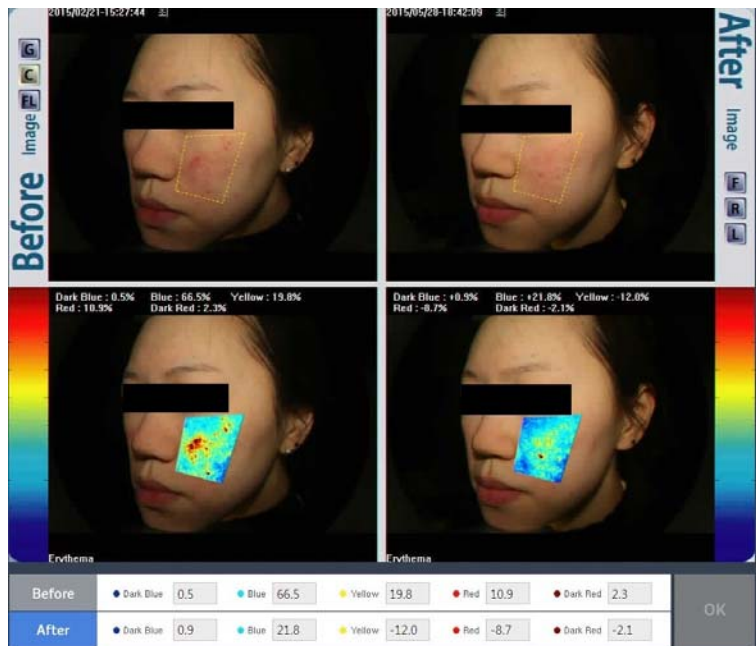 2015/02/21-15:27:44
2015/05/28-18:42:09
Before Image
G
C
FL
After Image
F
R
L
Dark Blue : 0.5% Blue : 66.5% Yellow : 19.8%
Red : 10.9% Dark Red : 2.3%
Dark Blue : +0.9% Blue : +21.8% Yellow : -12.0%
Red : -8.7% Dark Red : -2.1%
Erythema
Erythema
Before Dark Blue 0.5 Blue 66.5 Yellow 19.8 Red 10.9 Dark Red 2.3
After Dark Blue 0.9 Blue 21.8 Yellow -12.0 Red -8.7 Dark Red -2.1
OK